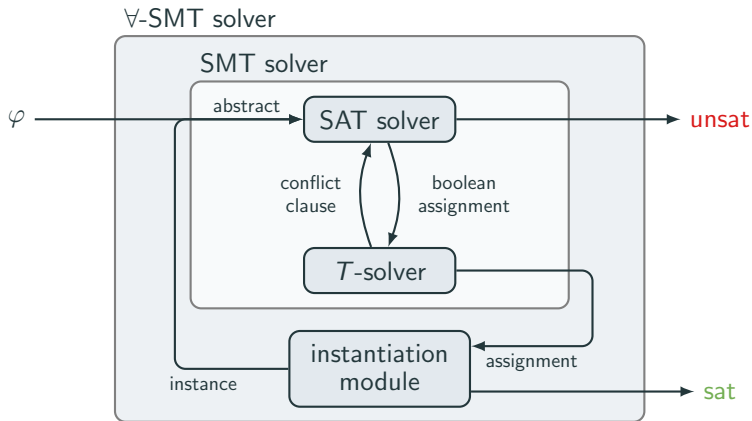 ∀-SMT solver
SMT solver
φ
abstract
SAT solver
unsat
conflict
clause
boolean
assignment
T-solver
instantiation
module
assignment
instance
sat